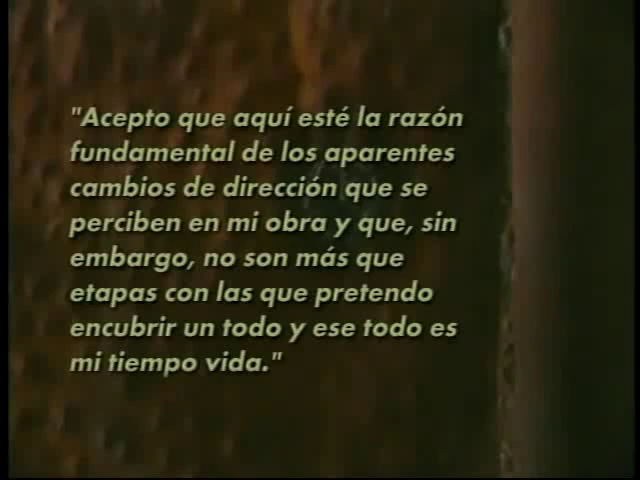 "Acepto que aquí esté la razón
fundamental de los aparentes
cambios de dirección que se
perciben en mi obra y que, sin
embargo, no son más que
etapas con las que pretendo
encubrir un todo y ese todo es
mi tiempo vida."